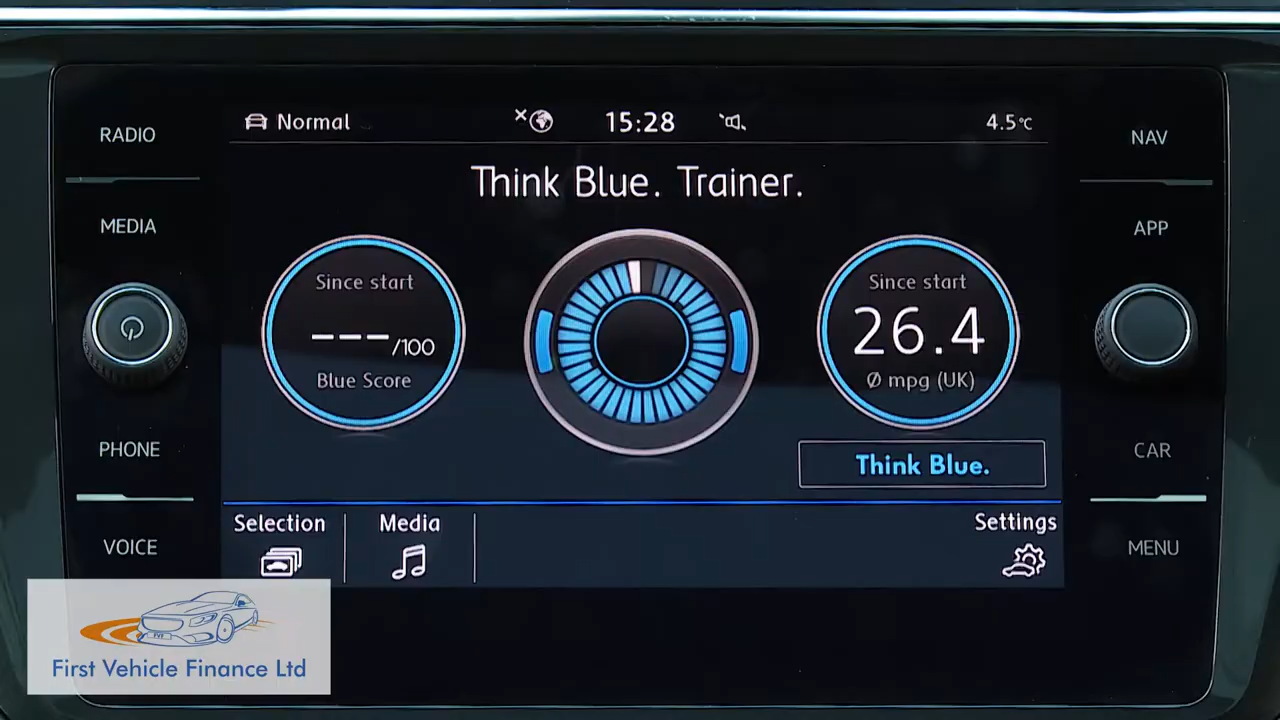 RADIO
MEDIA
PHONE
VOICE
Normal
15:28
4.5°C
Think Blue. Trainer.
Since start
---/100
Blue Score
Since start
26.4
Ø mpg (UK)
Think Blue.
Selection
Media
Settings
NAV
APP
CAR
MENU
FVF
First Vehicle Finance Ltd